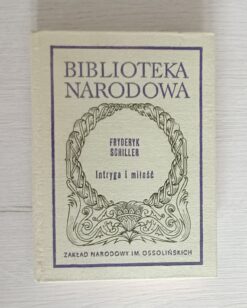 BIBLIOTEKA
NARODOWA
FRYDERYK
SCHILLER
Intryga i miłość
ZAKŁAD NARODOWY IM. OSSOLIŃSKICH